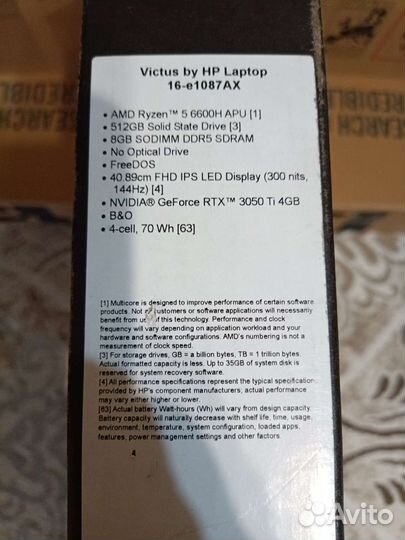 Victus by HP Laptop
16-e1087AX
• AMD Ryzen™ 5 6600H APU [1]
• 512GB Solid State Drive [3]
• 8GB SODIMM DDR5 SDRAM
• No Optical Drive
• FreeDOS
• 40.89cm FHD IPS LED Display (300 nits,
144Hz) [4]
• NVIDIA® GeForce RTX™ 3050 Ti 4GB
• B&O
• 4-cell, 70 Wh [63]
[1] Multicore is designed to improve performance of certain software
products. Not customers or software applications will necessarily
benefit from this technology. Performance and clock
frequency will vary depending on application workload and your
hardware and software configurations. AMD's numbering is not a
measurement of clock speed.
[3] For storage drives, GB = a billion bytes, TB = 1 trillion bytes.
Actual formatted capacity is less. Up to 35GB of system disk is
reserved for system recovery software.
[4] All performance specifications represent the typical specification
provided by HP's component manufacturers; actual performance
may vary either higher or lower.
[63] Actual battery Watt-hours (Wh) will vary from design capacity.
Battery capacity will naturally decrease with shelf life, time, usage,
environment, temperature, system configuration, loaded apps,
features, power management settings and other factors.
4
SEARCH
CREDIBLE
Avito